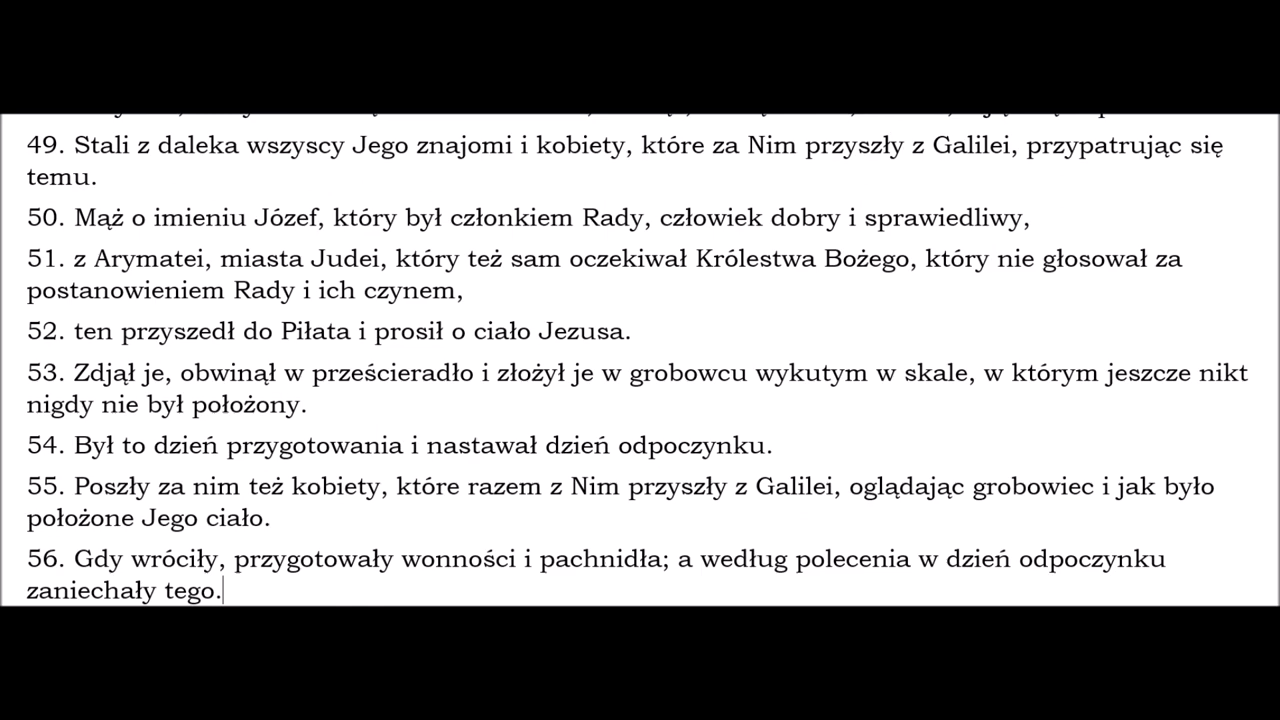 49. Stali z daleka wszyscy Jego znajomi i kobiety, które za Nim przyszły z Galilei, przypatrując się
temu.
50. Mąż o imieniu Józef, który był członkiem Rady, człowiek dobry i sprawiedliwy,
51. z Arymatei, miasta Judei, który też sam oczekiwał Królestwa Bożego, który nie głosował za
postanowieniem Rady i ich czynem,
52. ten przyszedł do Piłata i prosił o ciało Jezusa.
53. Zdjął je, obwinął w prześcieradło i złożył je w grobowcu wykutym w skale, w którym jeszcze nikt
nigdy nie był położony.
54. Był to dzień przygotowania i nastawał dzień odpoczynku.
55. Poszły za nim też kobiety, które razem z Nim przyszły z Galilei, oglądając grobowiec i jak było
położone Jego ciało.
56. Gdy wróciły, przygotowały wonności i pachnidła; a według polecenia w dzień odpoczynku
zaniechały tego.